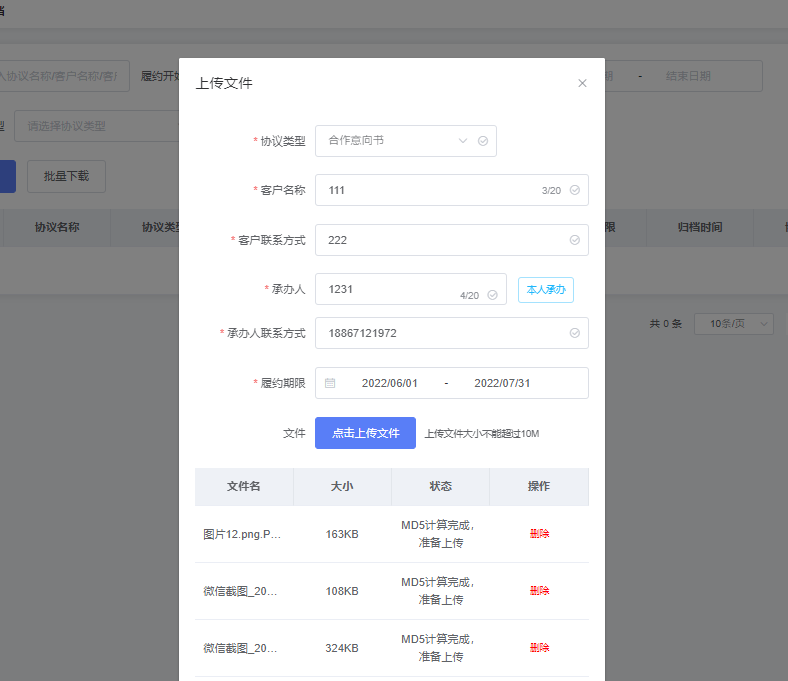 上传文件
入协议名称/客户名称/客户
履约开始
-
结束日期
请选择协议类型
批量下载
协议名称
协议类型
归档时间
共 0 条
10条/页
* 协议类型
合作意向书
* 客户名称
111
3/20
* 客户联系方式
222
* 承办人
1231
4/20
本人承办
* 承办人联系方式
18867121972
* 履约期限
2022/06/01 - 2022/07/31
文件
点击上传文件
上传文件大小不能超过10M
文件名 大小 状态 操作
图片12.png.P... 163KB MD5计算完成,
准备上传
删除
微信截图_20... 108KB MD5计算完成,
准备上传
删除
微信截图_20... 324KB MD5计算完成,
准备上传
删除